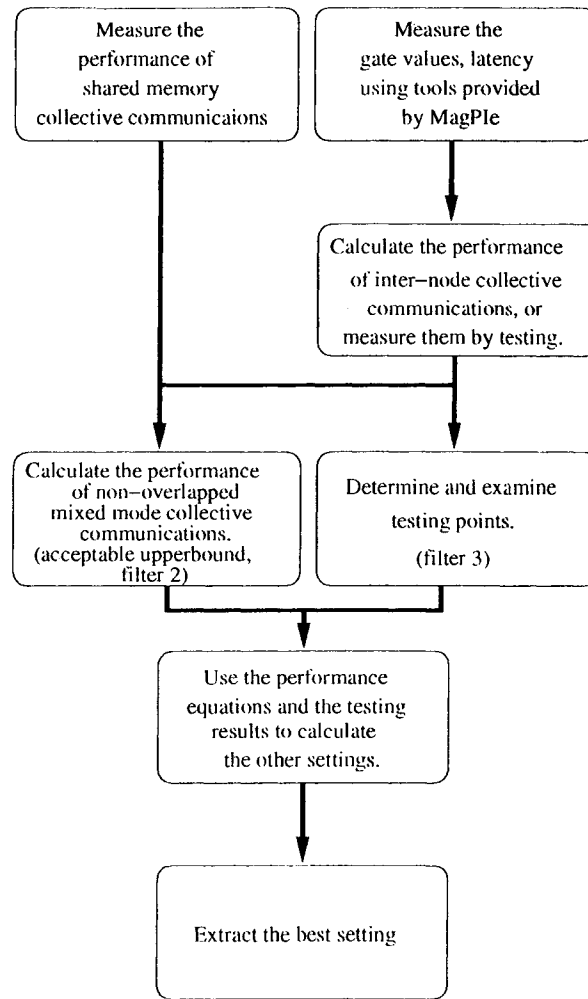 Measure the
performance of
shared memory
collective communicaions
Measure the
gate values, latency
using tools provided
by MagPIe
Calculate the performance
of inter-node collective
communications, or
measure them by testing.
Calculate the performance
of non-overlapped
mixed mode collective
communications.
(acceptable upperbound,
filter 2)
Determine and examine
testing points.
(filter 3)
Use the performance
equations and the testing
results to calculate
the other settings.
Extract the best setting